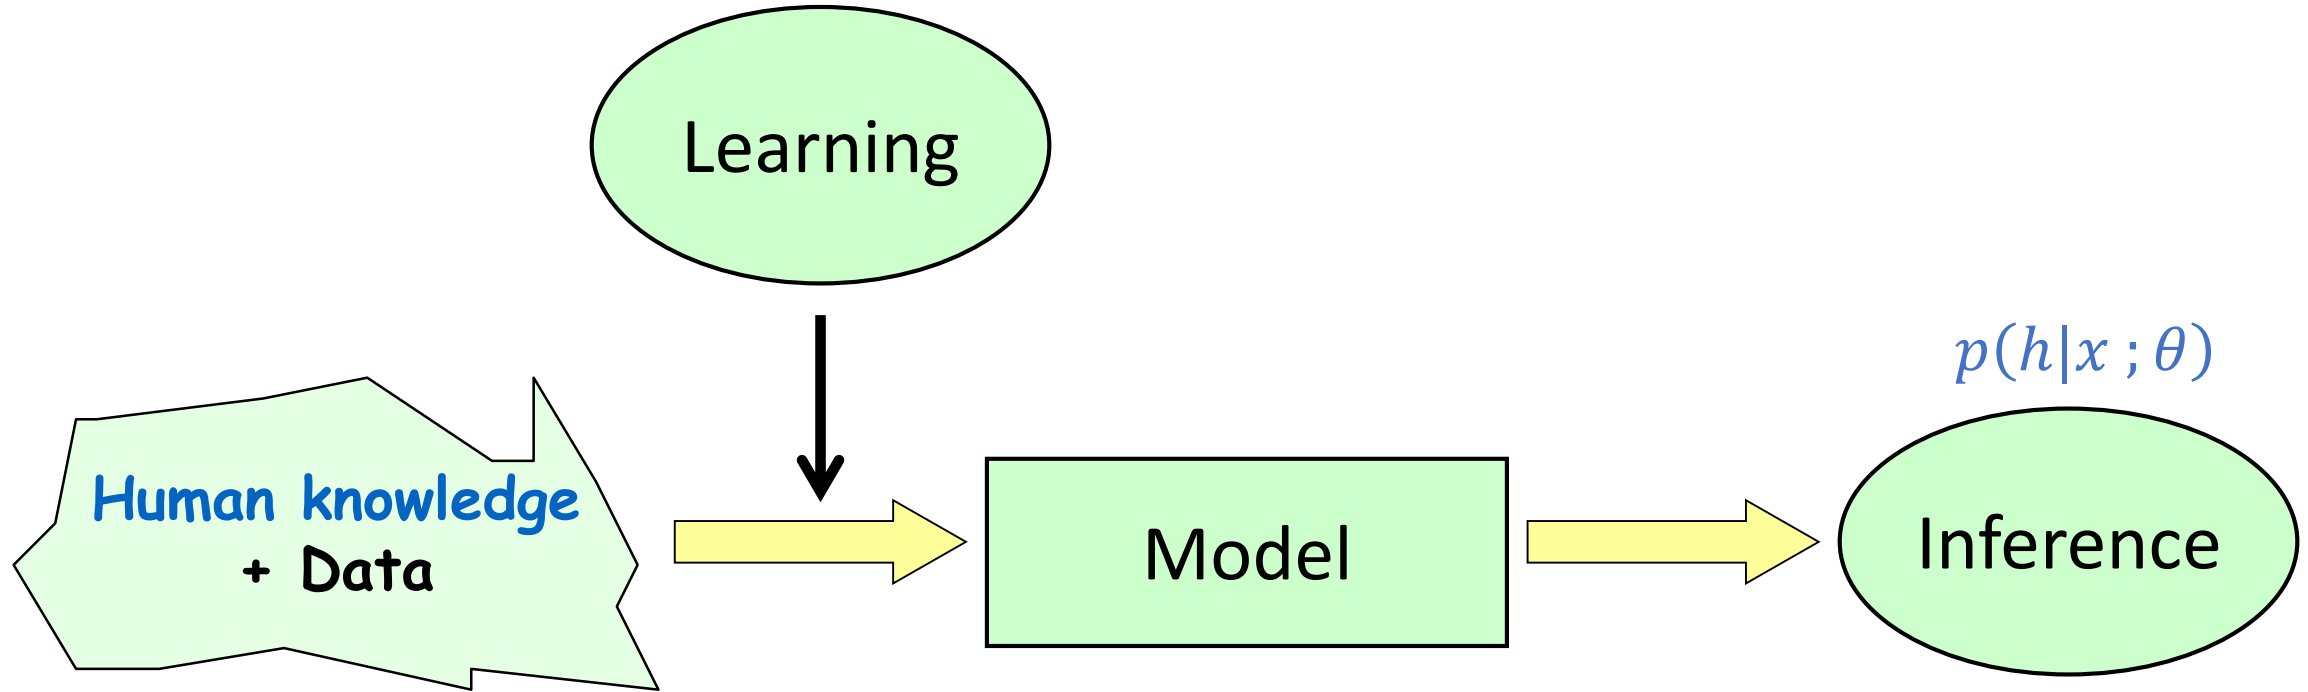 Learning
p(h|x ; θ)
Human knowledge
+ Data
Model
Inference